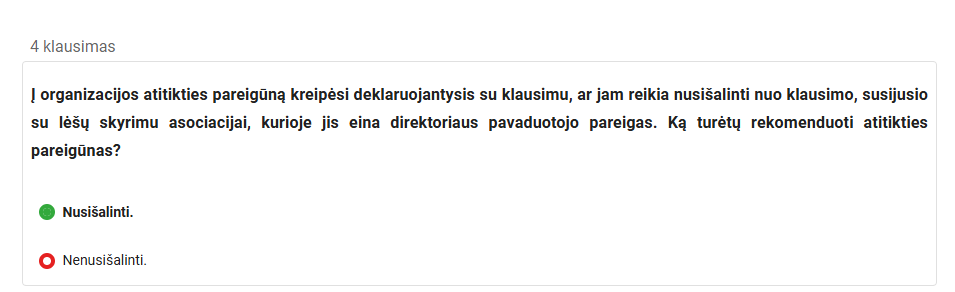 4 klausimas
Į organizacijos atitikties pareigūną kreipėsi deklaruojantysis su klausimu, ar jam reikia nusišalinti nuo klausimo, susijusio
su lėšų skyrimu asociacijai, kurioje jis eina direktoriaus pavaduotojo pareigas. Ką turėtų rekomenduoti atitikties
pareigūnas?
Nusišalinti.
Nenusišalinti.